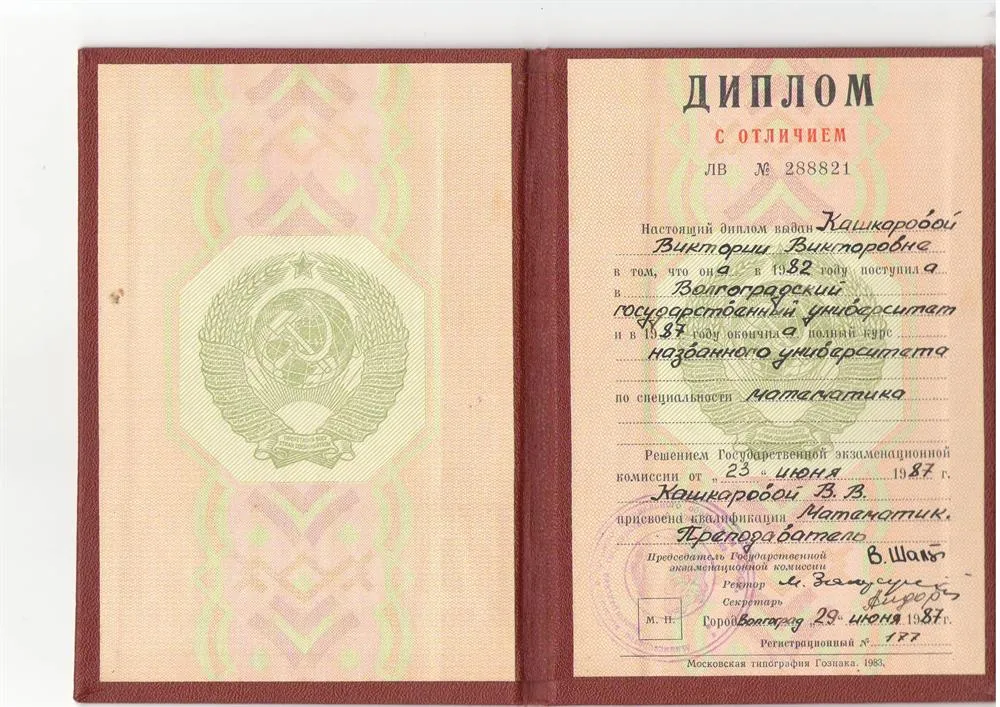 ДИПЛОМ
С ОТЛИЧИЕМ
ЛВ № 288821
Настоящий диплом выдан Кашкаровой
Виктории Викторовне
в том, что она в 1982 году поступила
в Волгоградский
государственный университет
и в 1987 году окончила полный курс
названного университета
по специальности математика
Решением Государственной экзаменационной
комиссии от „23“ июня 1987 г.
Кашкаровой В. В.
присвоена квалификация Математик.
Преподаватель
Председатель Государственной
экзаменационной комиссии
Ректор
Секретарь
М. П.
Город Волгоград „29“ июня 1987 г.
Регистрационный № 177
Московская типография Гознака. 1983.